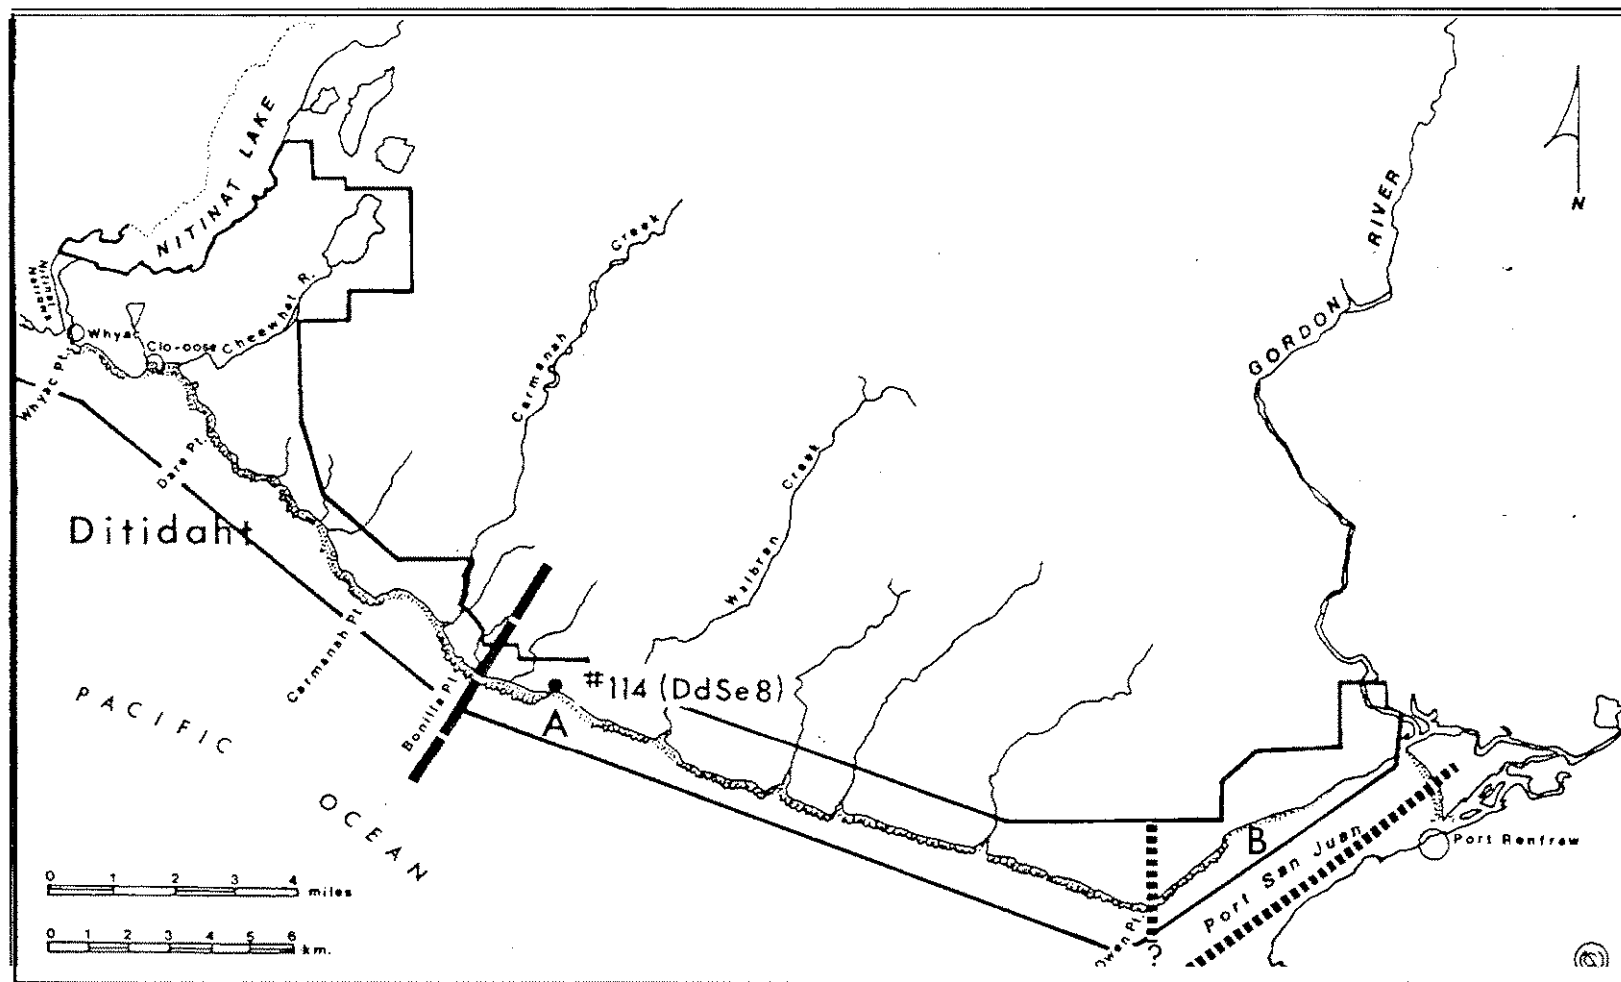 NITINAT LAKE
Nitinat
Narrows
Whyac
Clo-oose
Cheewhat R.
Whyac Pt.
Dare Pt.
Ditidaht
Carmanah Pt.
Bonilla Pt.
Carmanah Creek
Walbran Creek
GORDON RIVER
N
#114 (DdSe8)
A
B
PACIFIC OCEAN
Port San Juan
Port Renfrew
Owen Pt.
?
0 1 2 3 4 miles
0 1 2 3 4 5 6 km.